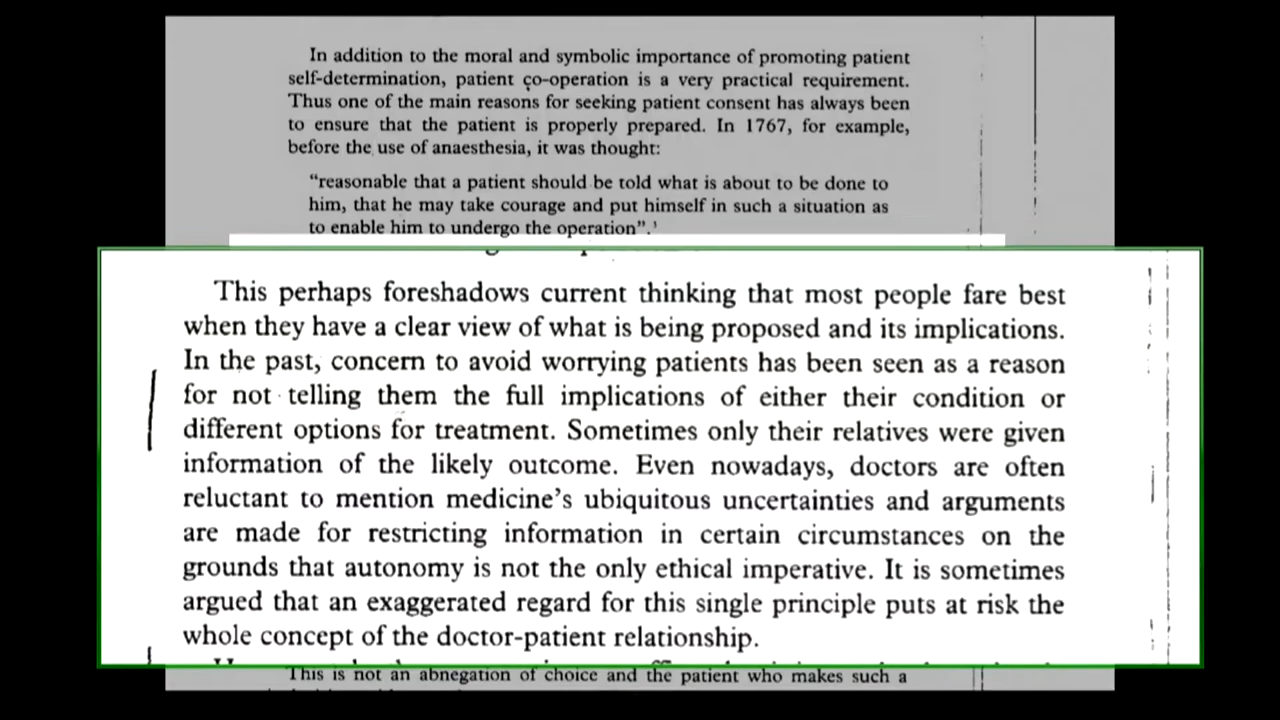 In addition to the moral and symbolic importance of promoting patient
self-determination, patient co-operation is a very practical requirement.
Thus one of the main reasons for seeking patient consent has always been
to ensure that the patient is properly prepared. In 1767, for example,
before the use of anaesthesia, it was thought:
“reasonable that a patient should be told what is about to be done to
him, that he may take courage and put himself in such a situation as
to enable him to undergo the operation”.¹
This perhaps foreshadows current thinking that most people fare best
when they have a clear view of what is being proposed and its implications.
In the past, concern to avoid worrying patients has been seen as a reason
for not telling them the full implications of either their condition or
different options for treatment. Sometimes only their relatives were given
information of the likely outcome. Even nowadays, doctors are often
reluctant to mention medicine’s ubiquitous uncertainties and arguments
are made for restricting information in certain circumstances on the
grounds that autonomy is not the only ethical imperative. It is sometimes
argued that an exaggerated regard for this single principle puts at risk the
whole concept of the doctor-patient relationship.
This is not an abnegation of choice and the patient who makes such a